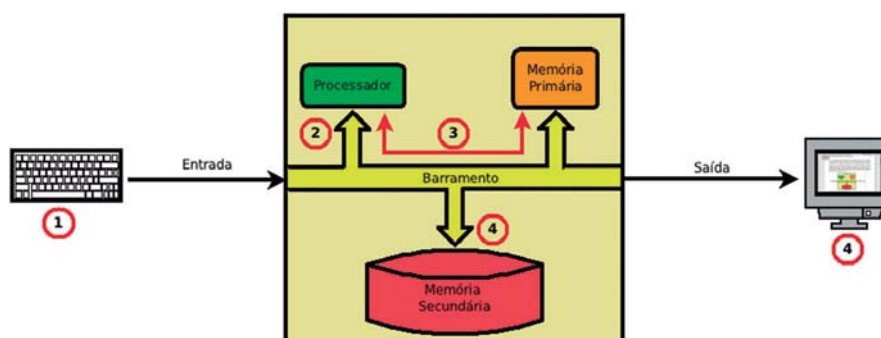 Processador
Memória
Primária
2
3
Entrada
Barramento
Saída
1
4
4
Memória
Secundária